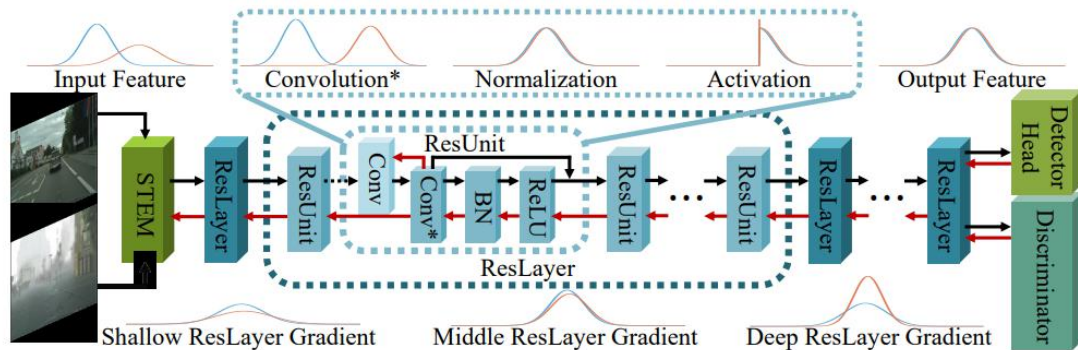 Input Feature
Convolution*
Normalization
Activation
Output Feature
STEM
ResLayer
ResUnit
Conv
Conv*
BN
ReLU
ResUnit
ResUnit
ResUnit
ResLayer
ResLayer
ResLayer
Detector
Head
Discriminator
Shallow ResLayer Gradient
Middle ResLayer Gradient
Deep ResLayer Gradient